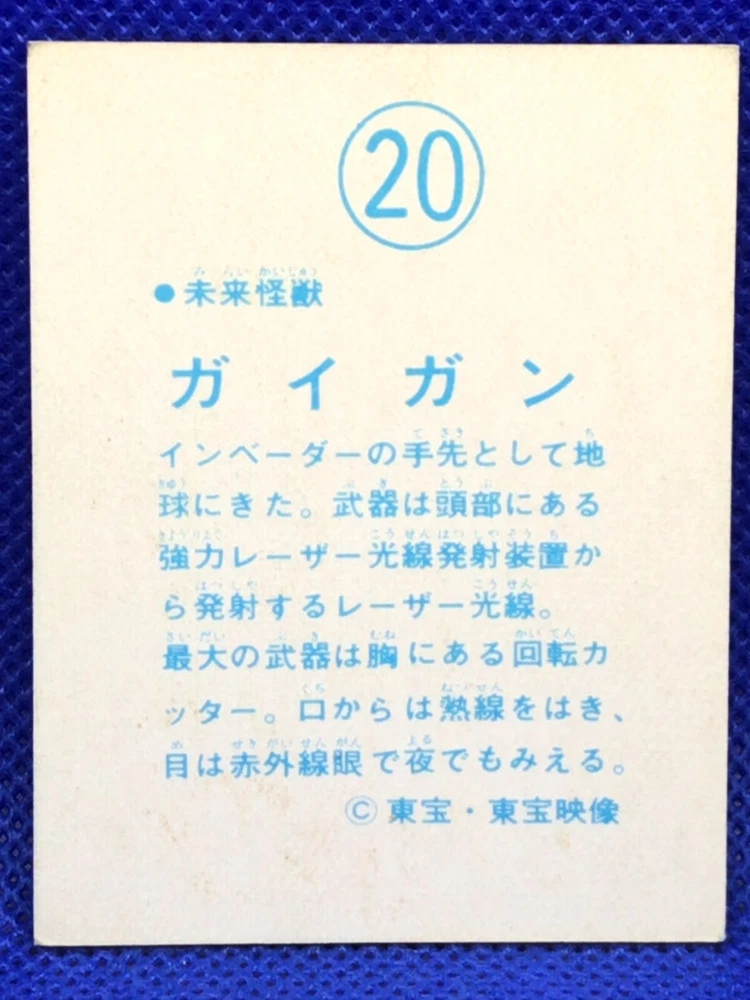 20
●未来怪獣
ガイガン
インベーダーの手先として地
球にきた。武器は頭部にある
強力レーザー光線発射装置か
ら発射するレーザー光線。
最大の武器は胸にある回転カ
ッター。口からは熱線をはき、
目は赤外線眼で夜でもみえる。
©東宝・東宝映像